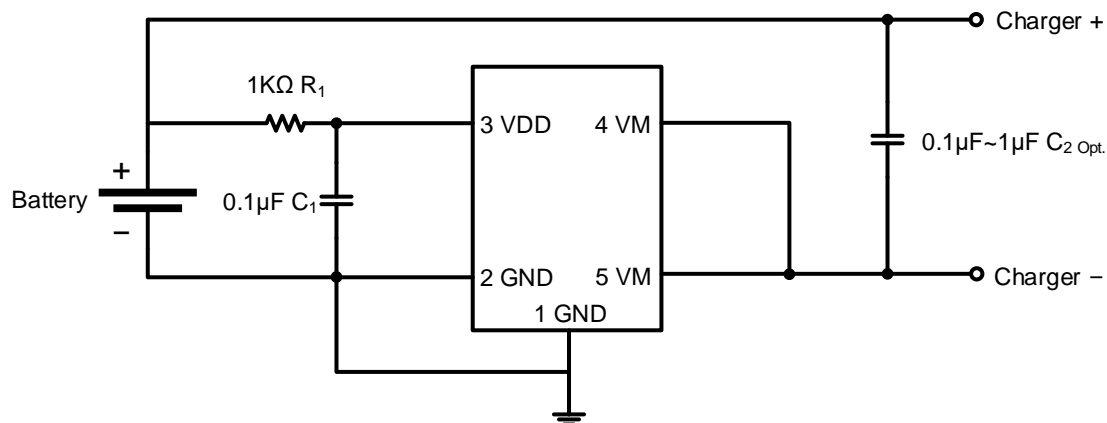 Charger +
1KΩ R1
3 VDD
4 VM
0.1µF~1µF C2 Opt.
+
Battery
0.1µF C1
−
2 GND
5 VM
Charger −
1 GND